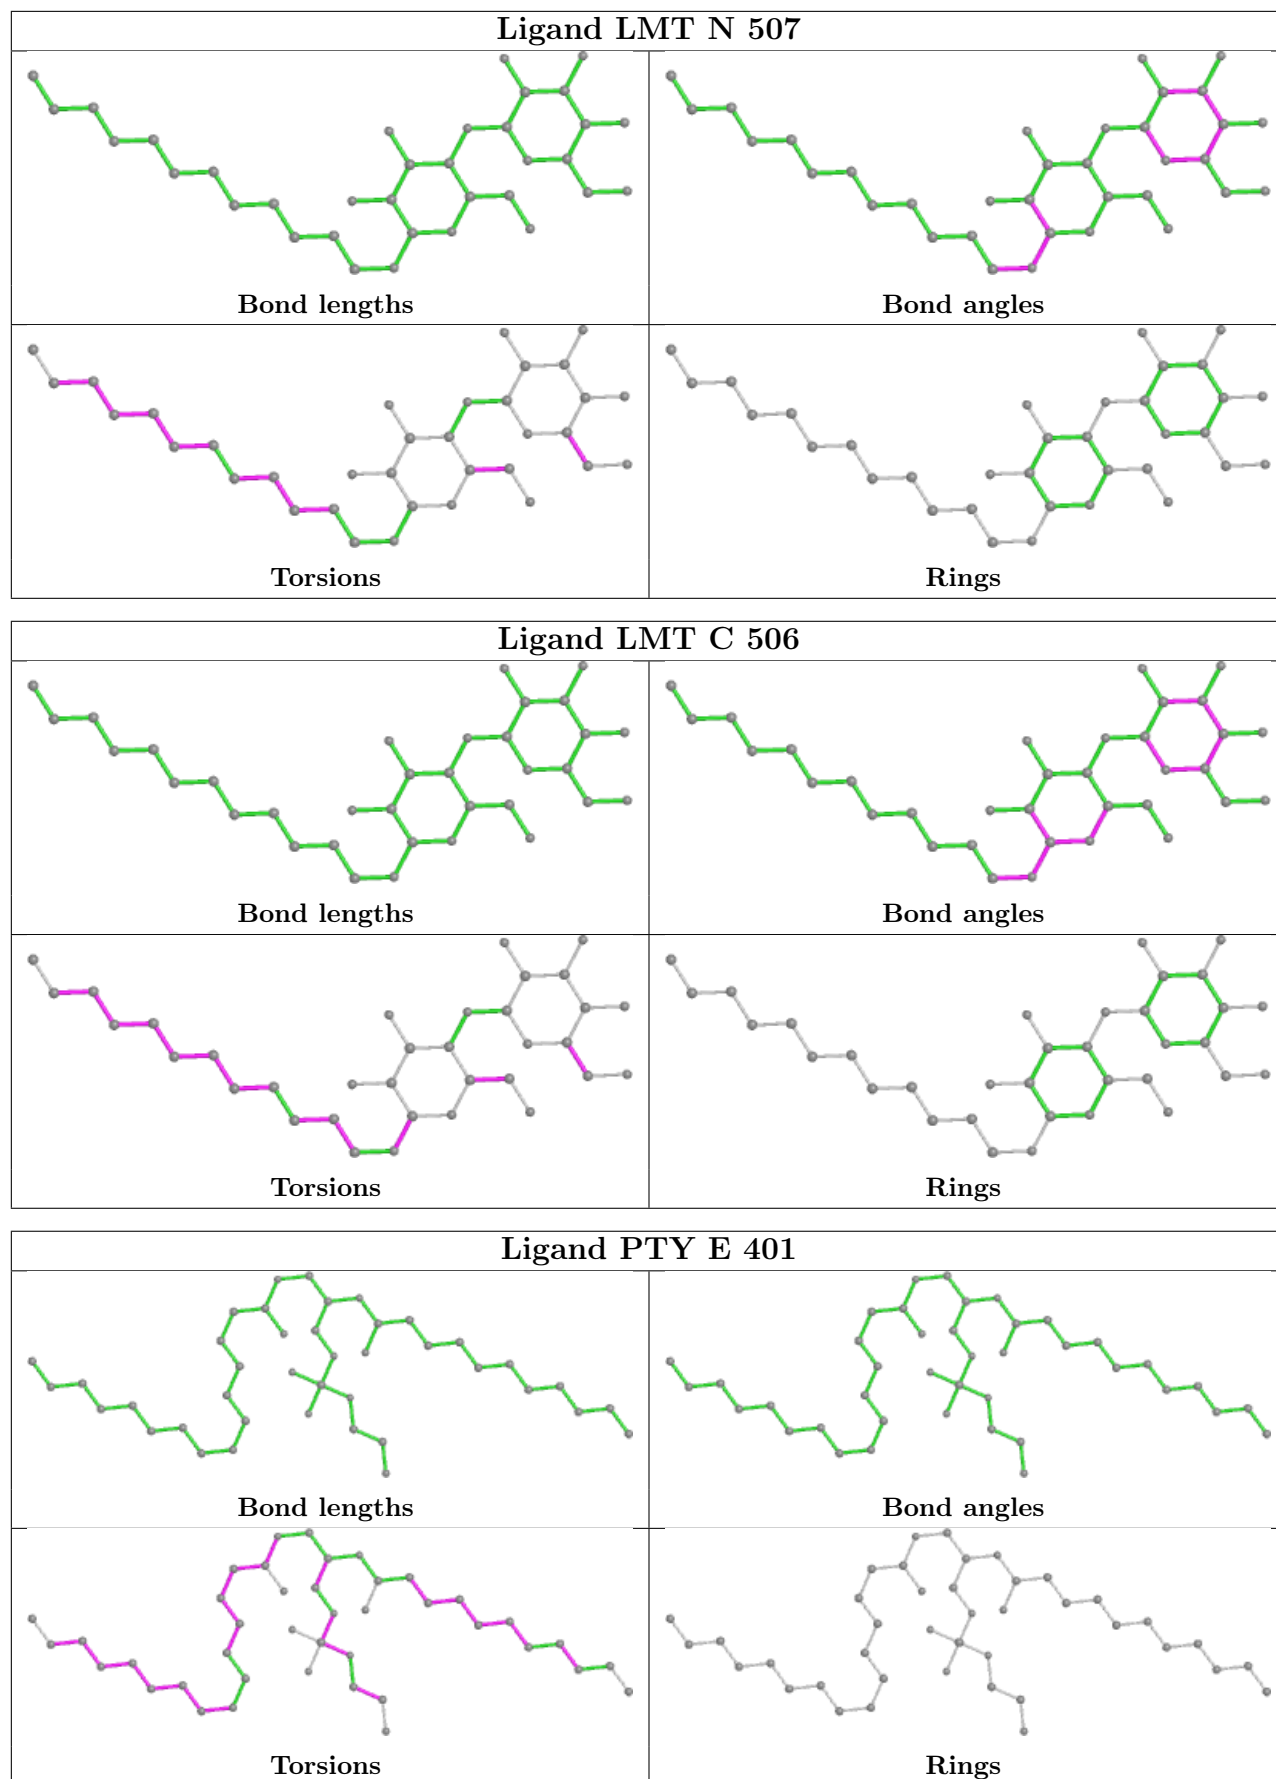 Ligand LMT N 507
Bond lengths
Bond angles
Torsions
Rings
Ligand LMT C 506
Bond lengths
Bond angles
Torsions
Rings
Ligand PTY E 401
Bond lengths
Bond angles
Torsions
Rings